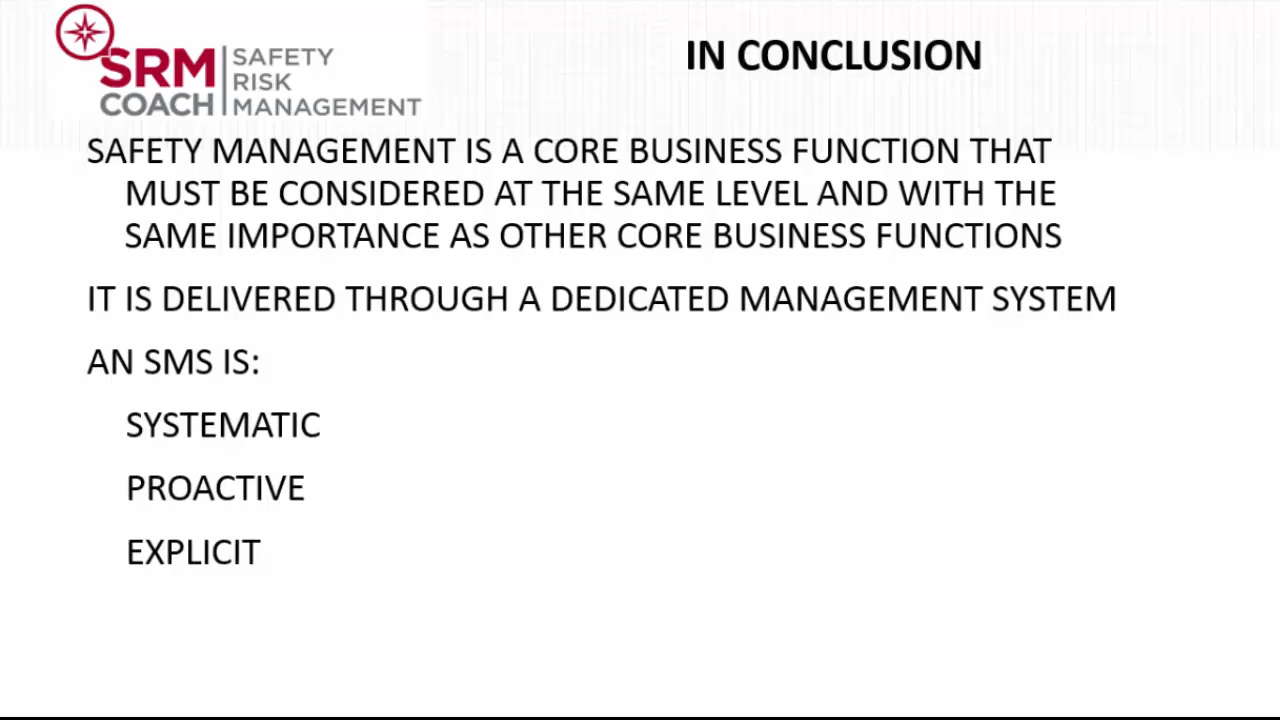 SRM
COACH
SAFETY
RISK
MANAGEMENT
IN CONCLUSION
SAFETY MANAGEMENT IS A CORE BUSINESS FUNCTION THAT
MUST BE CONSIDERED AT THE SAME LEVEL AND WITH THE
SAME IMPORTANCE AS OTHER CORE BUSINESS FUNCTIONS
IT IS DELIVERED THROUGH A DEDICATED MANAGEMENT SYSTEM
AN SMS IS:
SYSTEMATIC
PROACTIVE
EXPLICIT